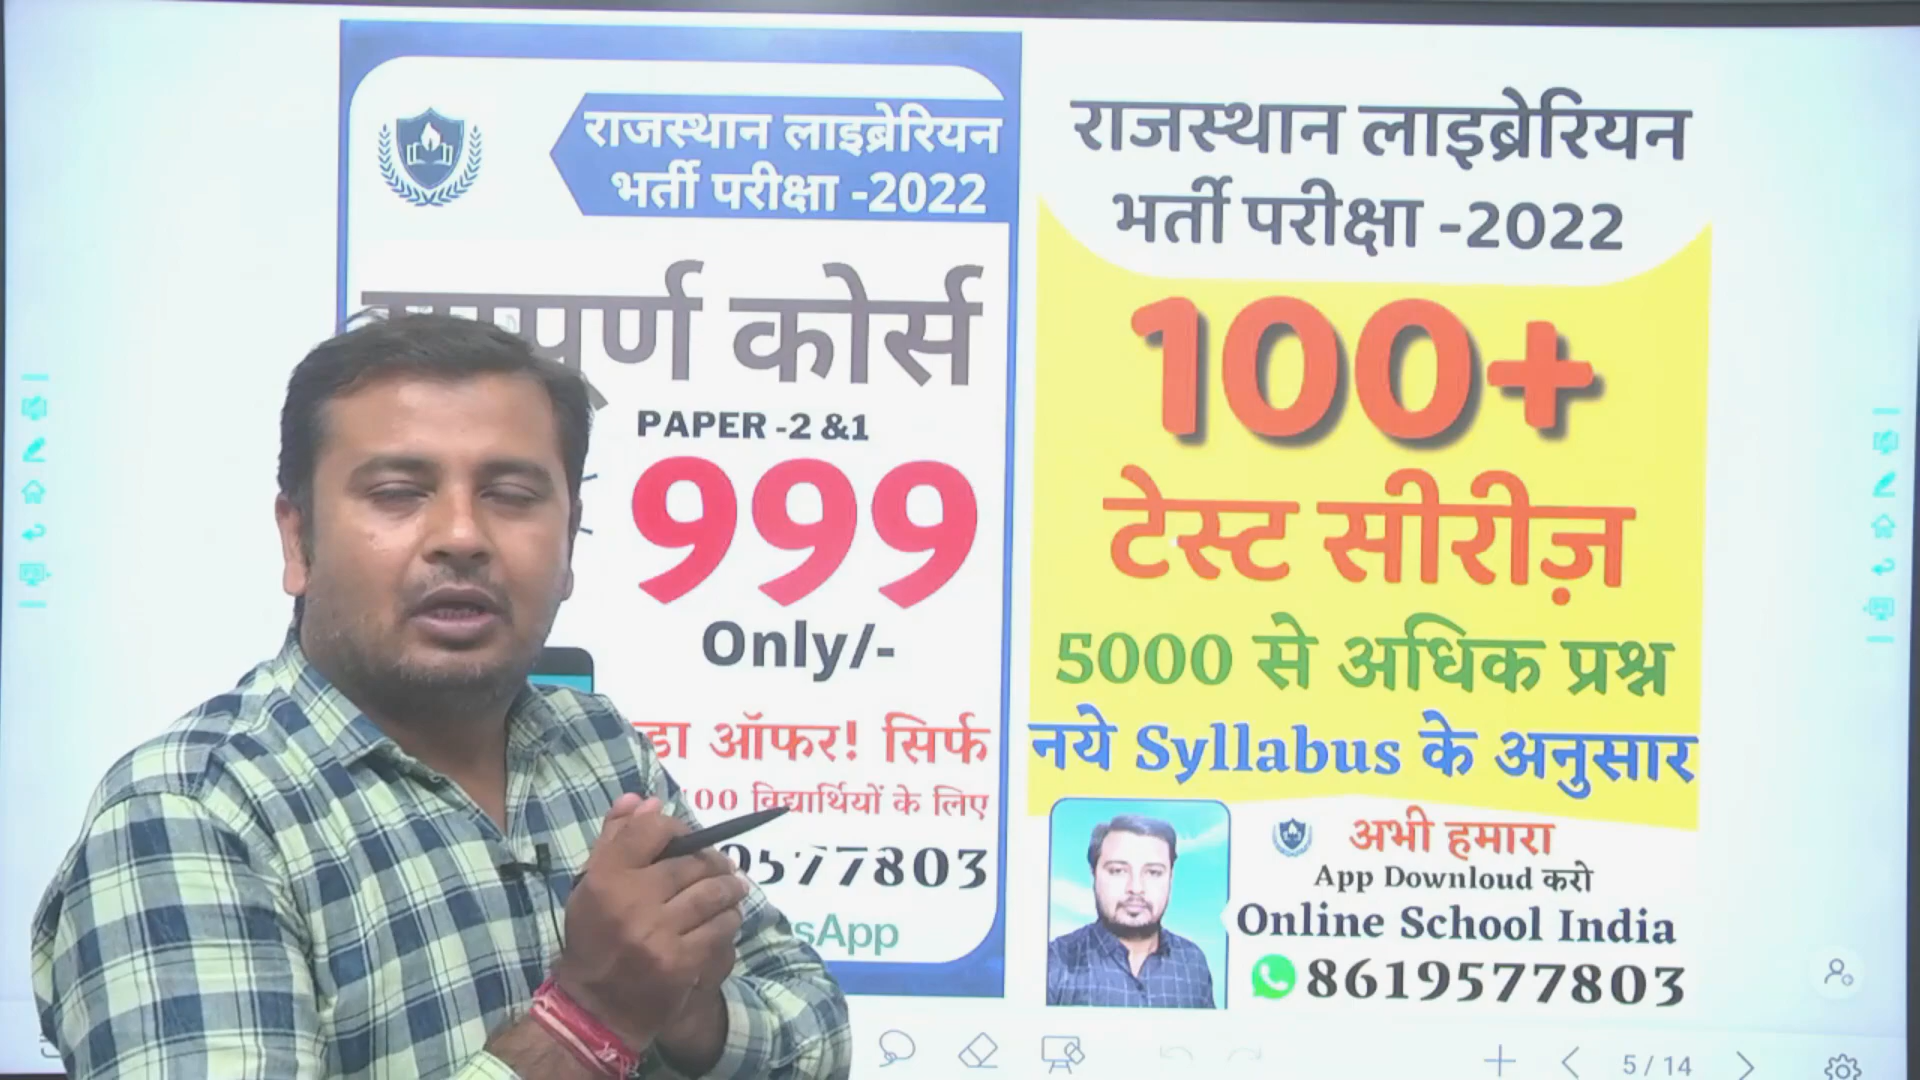 राजस्थान लाइब्रेरियन
भर्ती परीक्षा -2022
कोर्स
PAPER -2 &1
999
Only/-
ऑफर! सिर्फ
विद्यार्थियों के लिए
राजस्थान लाइब्रेरियन
भर्ती परीक्षा -2022
100+
टेस्ट सीरीज़
5000 से अधिक प्रश्न
नये Syllabus के अनुसार
अभी हमारा
App Downloud करो
Online School India
8619577803
5 / 14